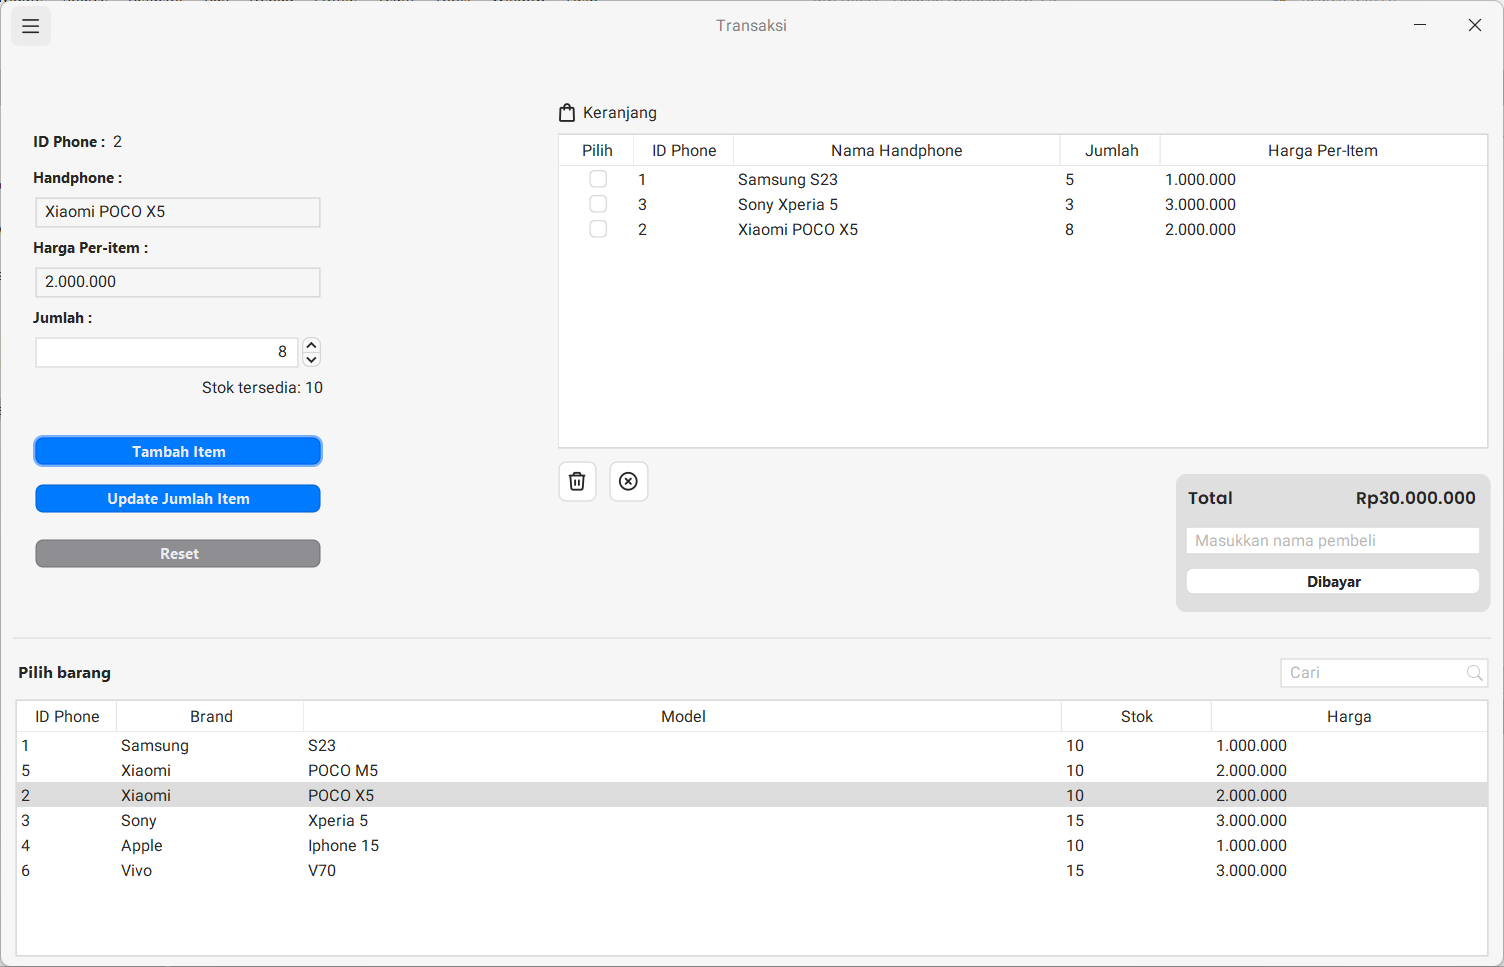 Transaksi
ID Phone : 2
Handphone :
Xiaomi POCO X5
Harga Per-item :
2.000.000
Jumlah :
8
Stok tersedia: 10
Tambah Item
Update Jumlah Item
Reset
Keranjang
Pilih ID Phone Nama Handphone Jumlah Harga Per-Item
1 Samsung S23 5 1.000.000
3 Sony Xperia 5 3 3.000.000
2 Xiaomi POCO X5 8 2.000.000
Total Rp30.000.000
Masukkan nama pembeli
Dibayar
Pilih barang
Cari
ID Phone Brand Model Stok Harga
1 Samsung S23 10 1.000.000
5 Xiaomi POCO M5 10 2.000.000
2 Xiaomi POCO X5 10 2.000.000
3 Sony Xperia 5 15 3.000.000
4 Apple Iphone 15 10 1.000.000
6 Vivo V70 15 3.000.000